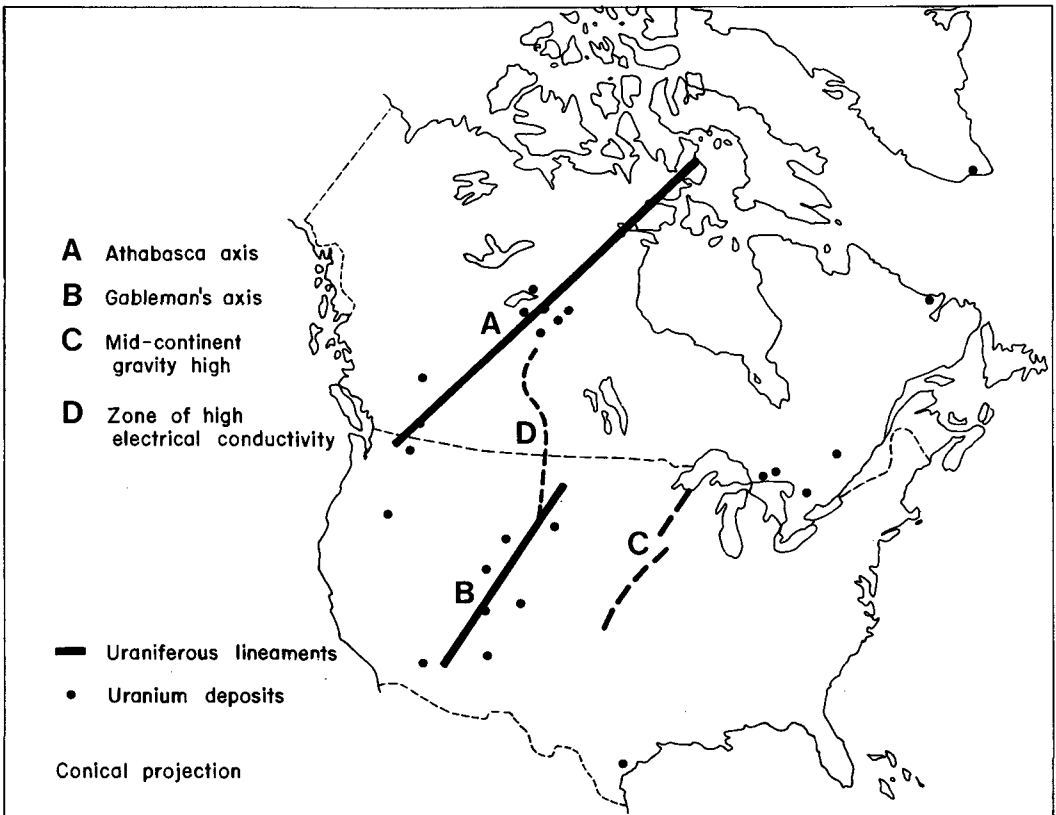 A Athabasca axis
B Gableman's axis
C Mid-continent
gravity high
D Zone of high
electrical conductivity
Uraniferous lineaments
Uranium deposits
Conical projection
A
D
C
B